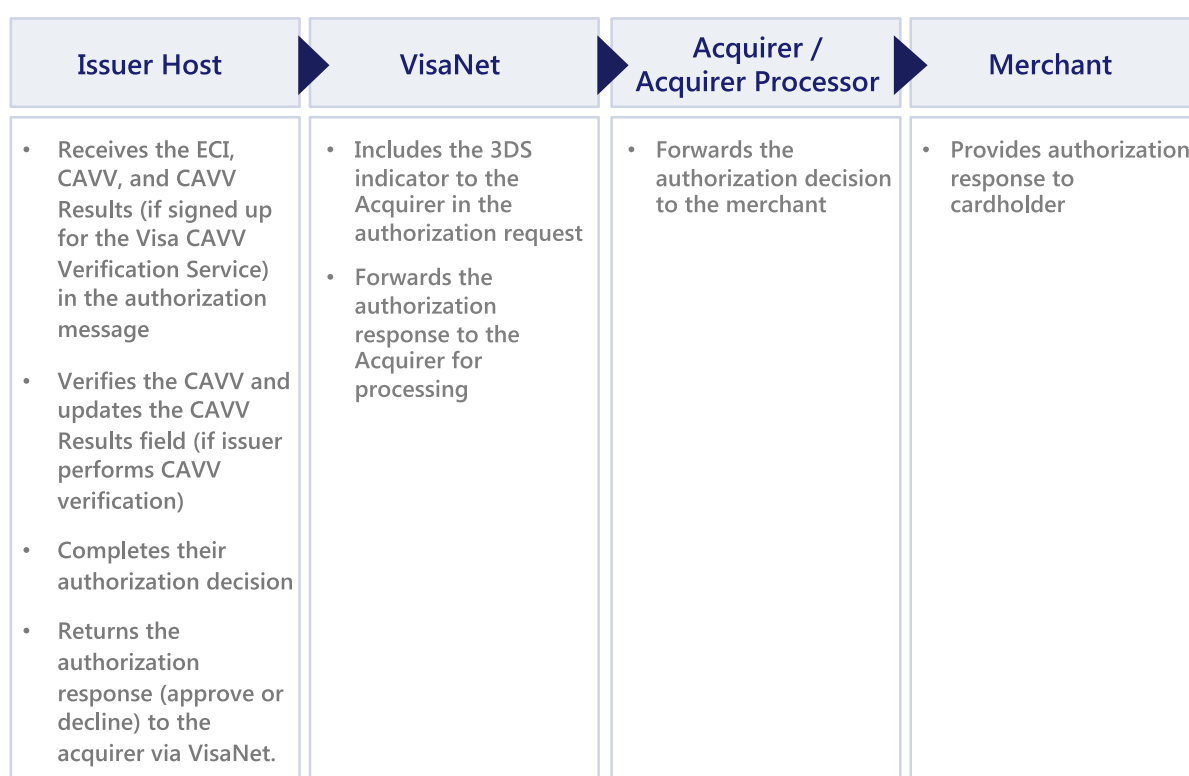 Issuer Host
VisaNet
Acquirer /
Acquirer Processor
Merchant
• Receives the ECI,
CAVV, and CAVV
Results (if signed up
for the Visa CAVV
Verification Service)
in the authorization
message
• Verifies the CAVV and
updates the CAVV
Results field (if issuer
performs CAVV
verification)
• Completes their
authorization decision
• Returns the
authorization
response (approve or
decline) to the
acquirer via VisaNet.
• Includes the 3DS
indicator to the
Acquirer in the
authorization request
• Forwards the
authorization
response to the
Acquirer for
processing
• Forwards the
authorization decision
to the merchant
• Provides authorization
response to
cardholder